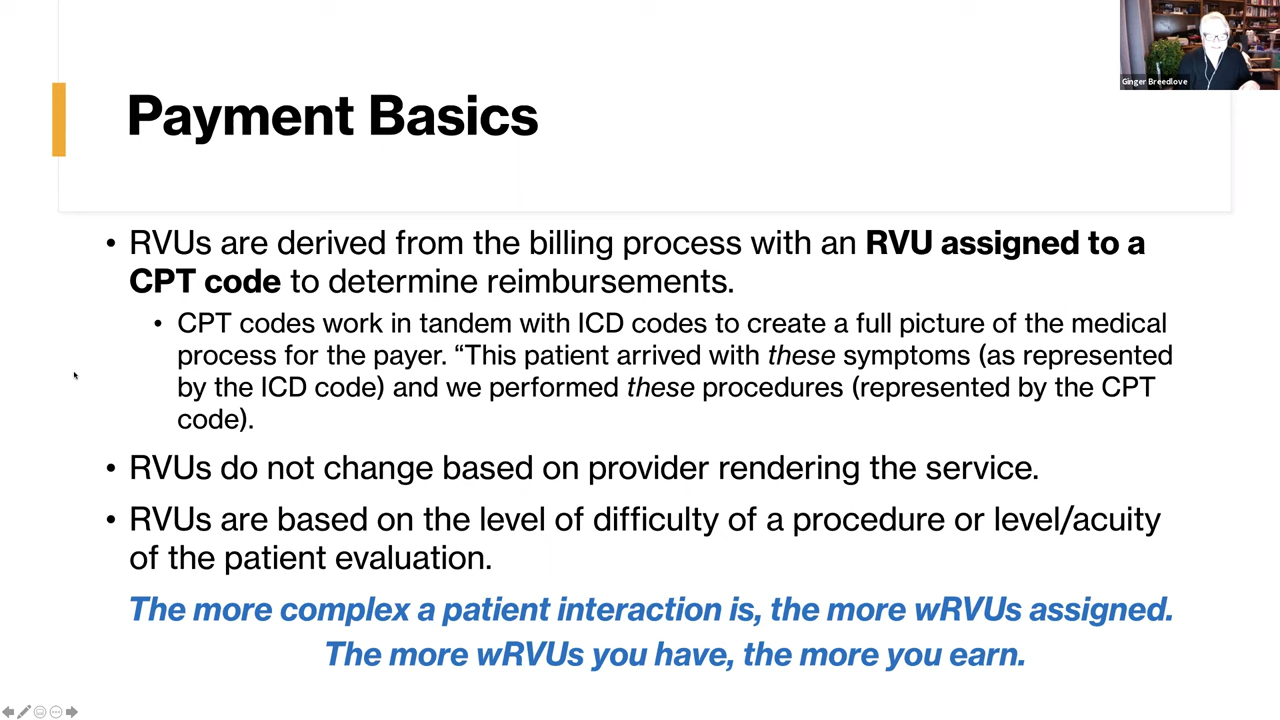 Ginger Breedlove
Payment Basics
• RVUs are derived from the billing process with an RVU assigned to a
CPT code to determine reimbursements.
• CPT codes work in tandem with ICD codes to create a full picture of the medical
process for the payer. “This patient arrived with these symptoms (as represented
by the ICD code) and we performed these procedures (represented by the CPT
code).
• RVUs do not change based on provider rendering the service.
• RVUs are based on the level of difficulty of a procedure or level/acuity
of the patient evaluation.
The more complex a patient interaction is, the more wRVUs assigned.
The more wRVUs you have, the more you earn.